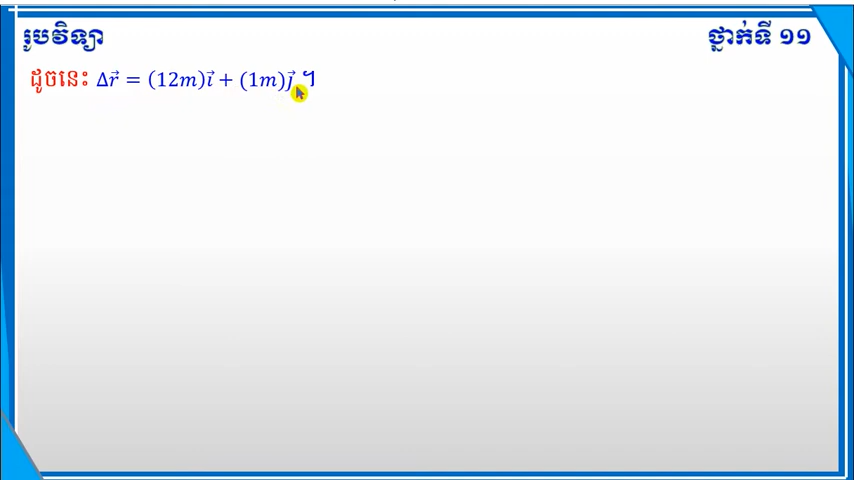 រូបវិទ្យា
ថ្នាក់ទី ១១
ដូចនេះ Δr⃗ = (12m)i⃗ + (1m)j⃗ ។